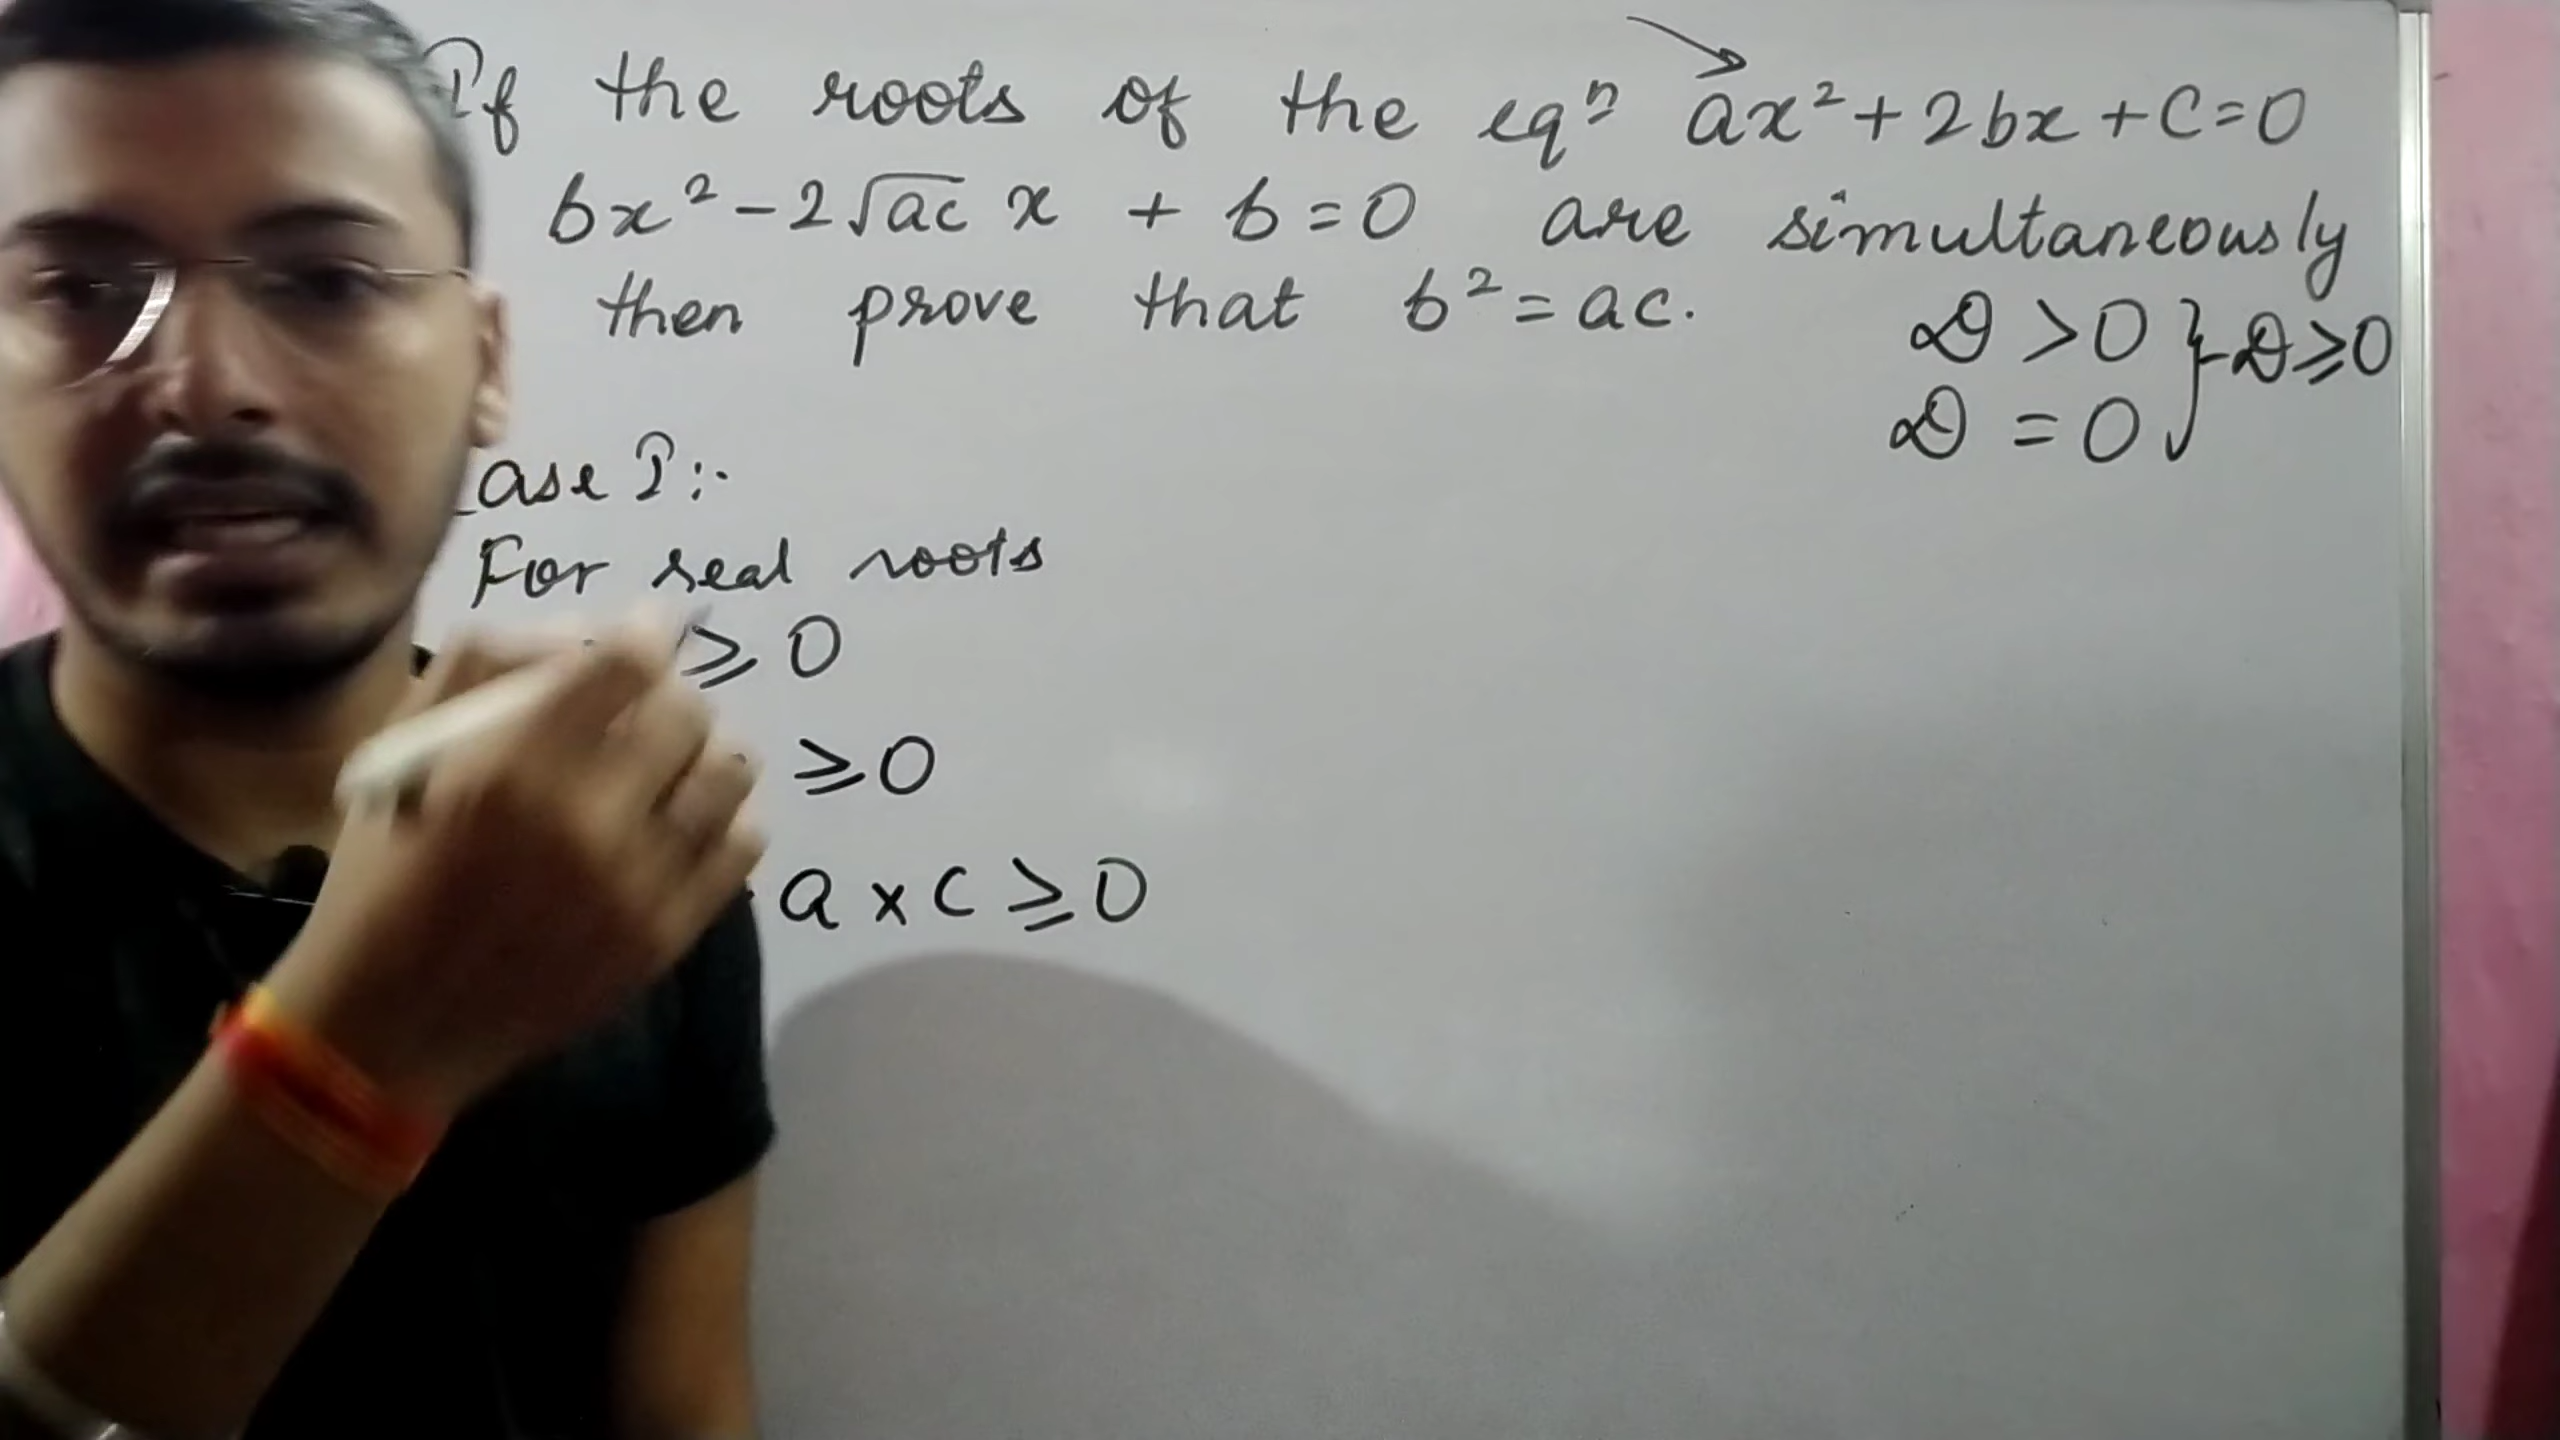 If the roots of the eqⁿ ax² + 2bx + c = 0
bx² - 2√ac x + b = 0 are simultaneously
then prove that b² = ac.
D > 0 } D ≥ 0
D = 0
ase I :-
For real roots
≥ 0
≥ 0
a × c ≥ 0